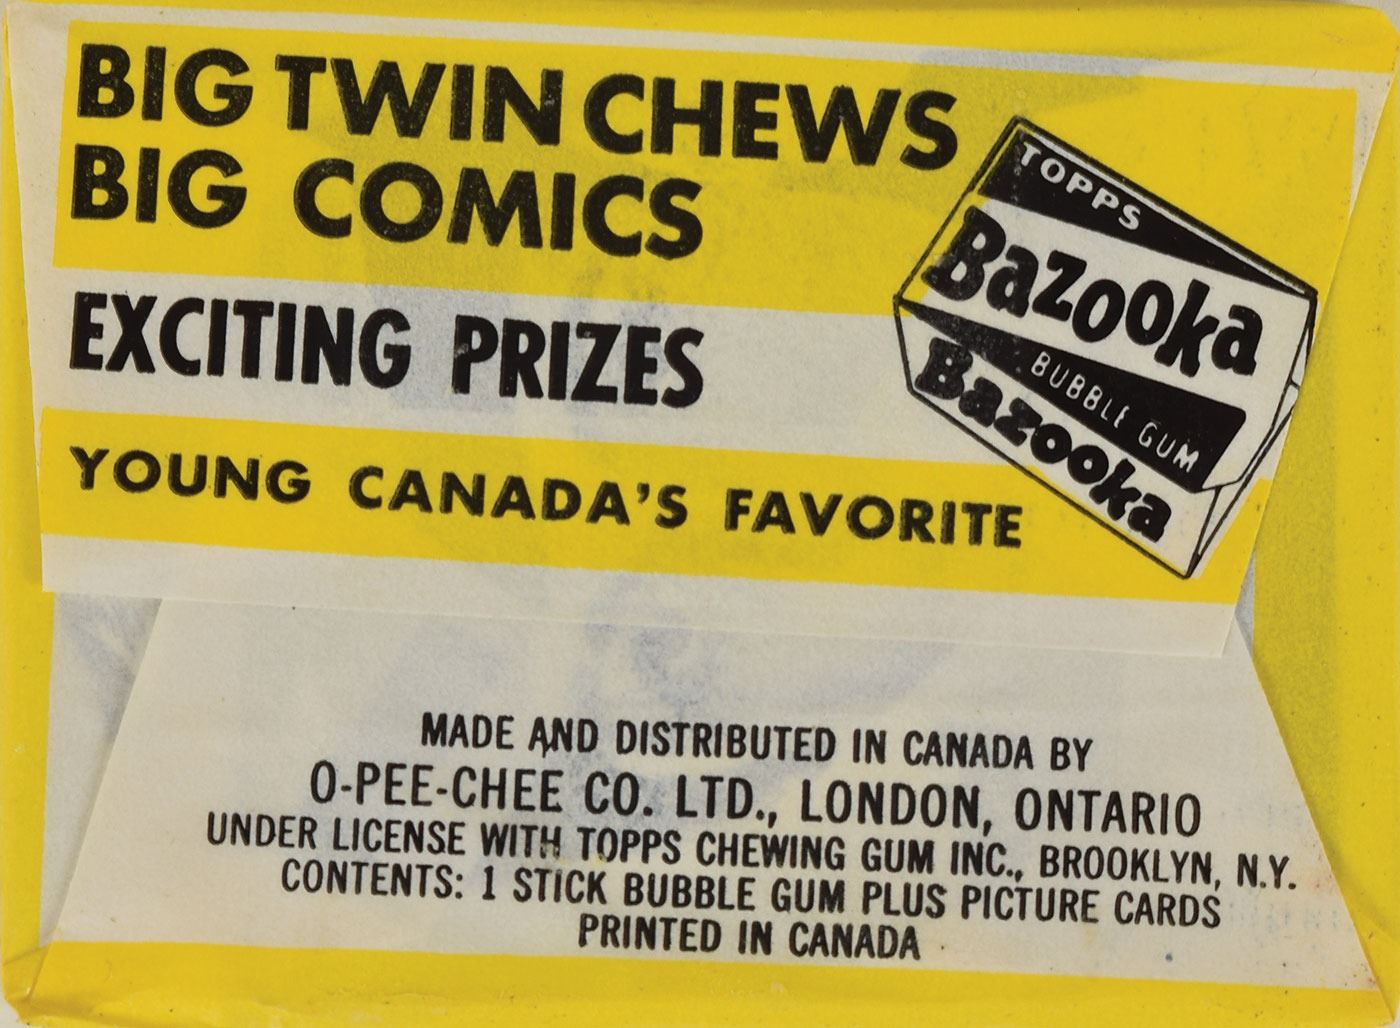 BIG TWIN CHEWS
BIG COMICS
EXCITING PRIZES
YOUNG CANADA'S FAVORITE
TOPPS
Bazooka
BUBBLE GUM
Bazooka
MADE AND DISTRIBUTED IN CANADA BY
O-PEE-CHEE CO. LTD., LONDON, ONTARIO
UNDER LICENSE WITH TOPPS CHEWING GUM INC., BROOKLYN, N.Y.
CONTENTS: 1 STICK BUBBLE GUM PLUS PICTURE CARDS
PRINTED IN CANADA